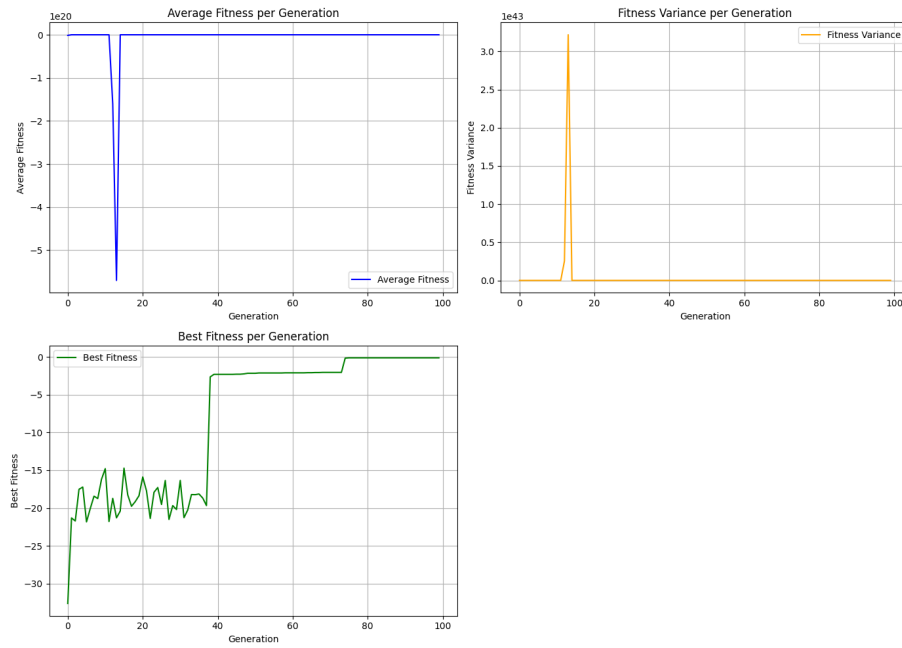 Average Fitness per Generation
1e20
0
−1
−2
−3
−4
−5
Average Fitness
Average Fitness
0 20 40 60 80 100
Generation
Fitness Variance per Generation
1e43
Fitness Variance
3.0
2.5
2.0
1.5
1.0
0.5
0.0
Fitness Variance
0 20 40 60 80 100
Generation
Best Fitness per Generation
Best Fitness
0
−5
−10
−15
−20
−25
−30
Best Fitness
0 20 40 60 80 100
Generation